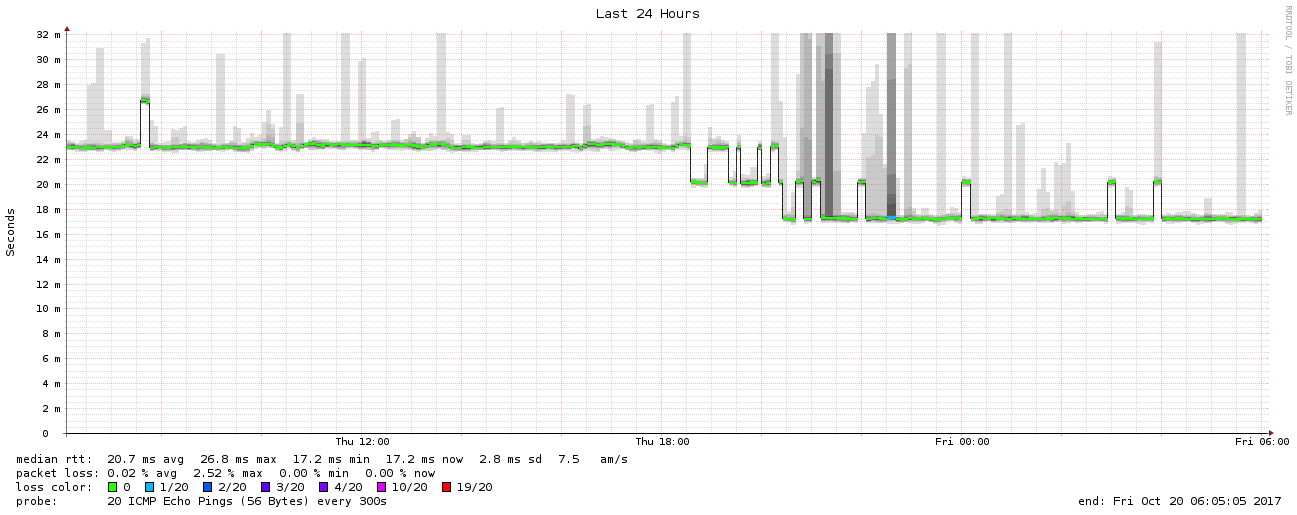 Last 24 Hours
RRDTOOL / TOBI OETIKER
Seconds
32 m
30 m
28 m
26 m
24 m
22 m
20 m
18 m
16 m
14 m
12 m
10 m
8 m
6 m
4 m
2 m
0
Thu 12:00 Thu 18:00 Fri 00:00 Fri 06:00
median rtt: 20.7 ms avg 26.8 ms max 17.2 ms min 17.2 ms now 2.8 ms sd 7.5 am/s
packet loss: 0.02 % avg 2.52 % max 0.00 % min 0.00 % now
loss color: 0 1/20 2/20 3/20 4/20 10/20 19/20
probe: 20 ICMP Echo Pings (56 Bytes) every 300s end: Fri Oct 20 06:05:05 2017